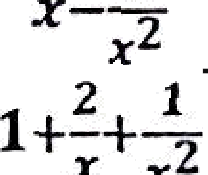 x-—/x²
1+2/x+1/x²
.